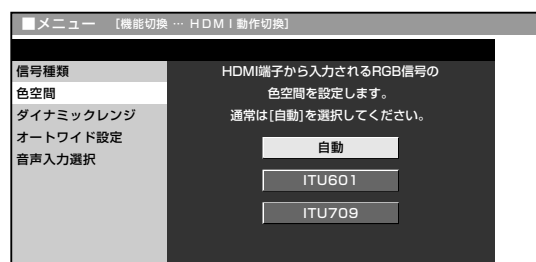 ■メニュー [機能切換 … HDMI動作切換]
信号種類
色空間
ダイナミックレンジ
オートワイド設定
音声入力選択
HDMI端子から入力されるRGB信号の
色空間を設定します。
通常は[自動]を選択してください。
自動
ITU601
ITU709